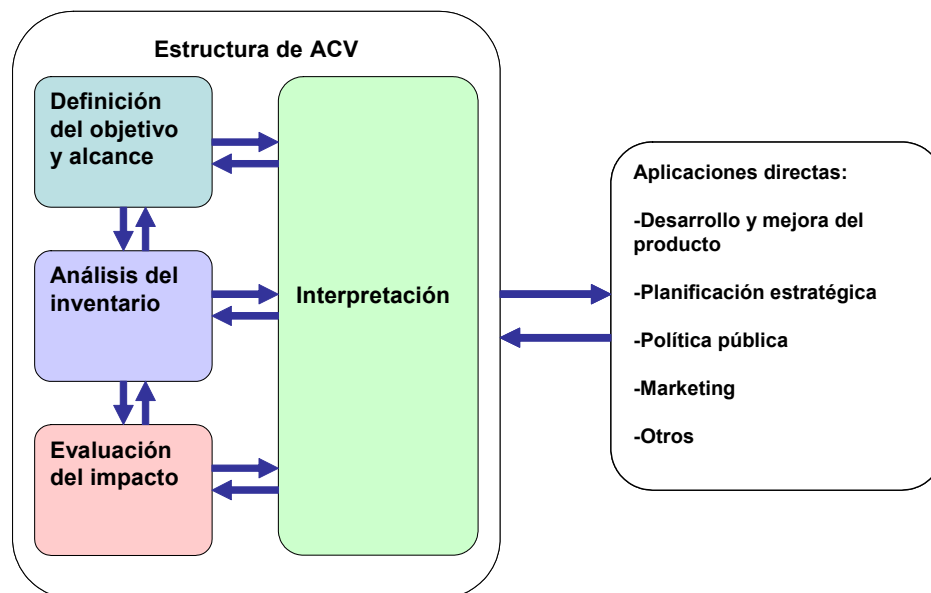 Estructura de ACV
Definición
del objetivo
y alcance
Análisis del
inventario
Evaluación
del impacto
Interpretación
Aplicaciones directas:
-Desarrollo y mejora del
producto
-Planificación estratégica
-Política pública
-Marketing
-Otros